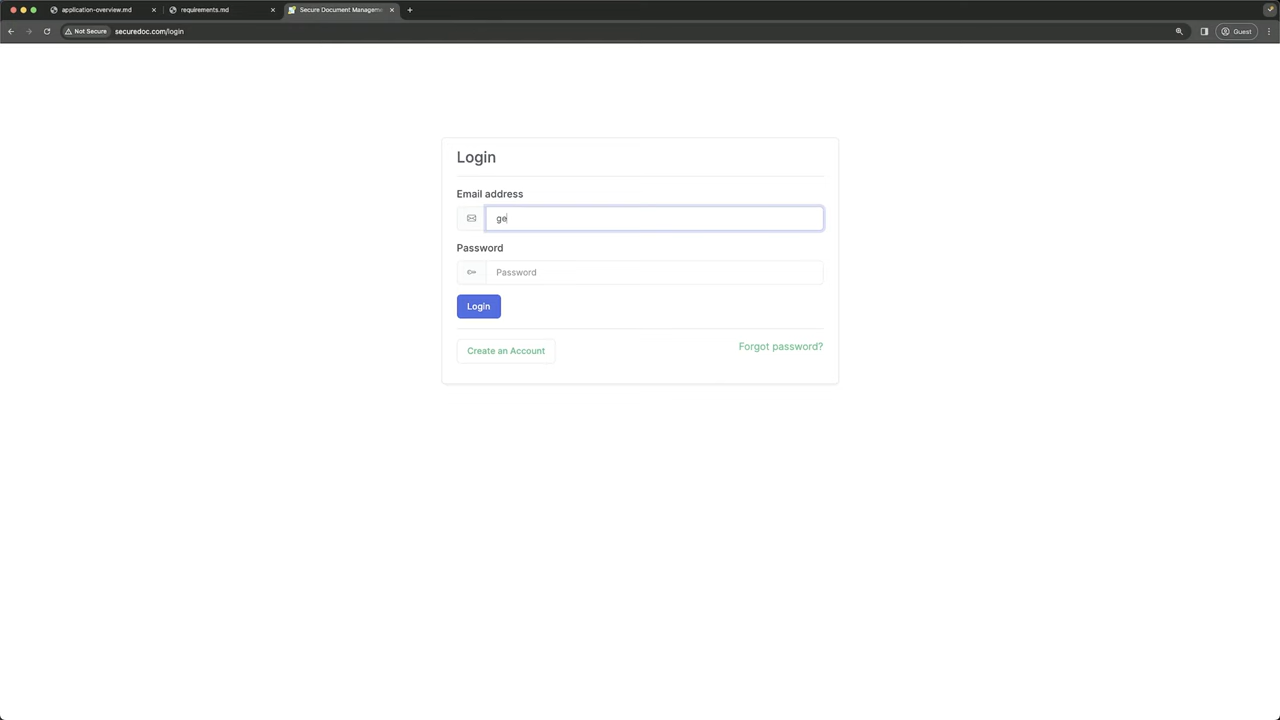 application-overview.md
requirements.md
Secure Document Managem
Not Secure
securedoc.com/login
Guest
Login
Email address
ge
Password
Password
Login
Create an Account
Forgot password?